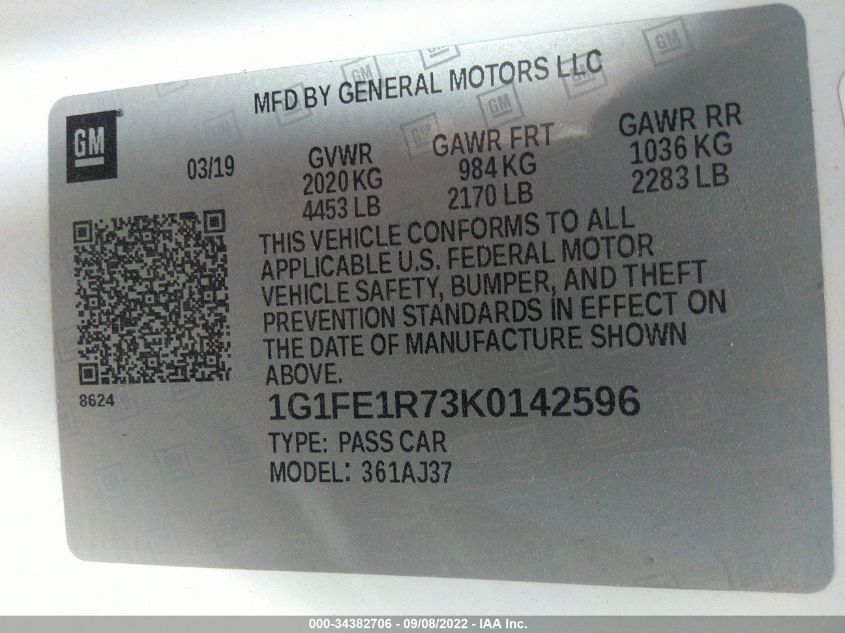 MFD BY GENERAL MOTORS LLC
GM®
03/19
GVWR
2020 KG
4453 LB
GAWR FRT
984 KG
2170 LB
GAWR RR
1036 KG
2283 LB
THIS VEHICLE CONFORMS TO ALL
APPLICABLE U.S. FEDERAL MOTOR
VEHICLE SAFETY, BUMPER, AND THEFT
PREVENTION STANDARDS IN EFFECT ON
THE DATE OF MANUFACTURE SHOWN
ABOVE.
8624
1G1FE1R73K0142596
TYPE: PASS CAR
MODEL: 361AJ37
000-34382706 - 09/08/2022 - IAA Inc.